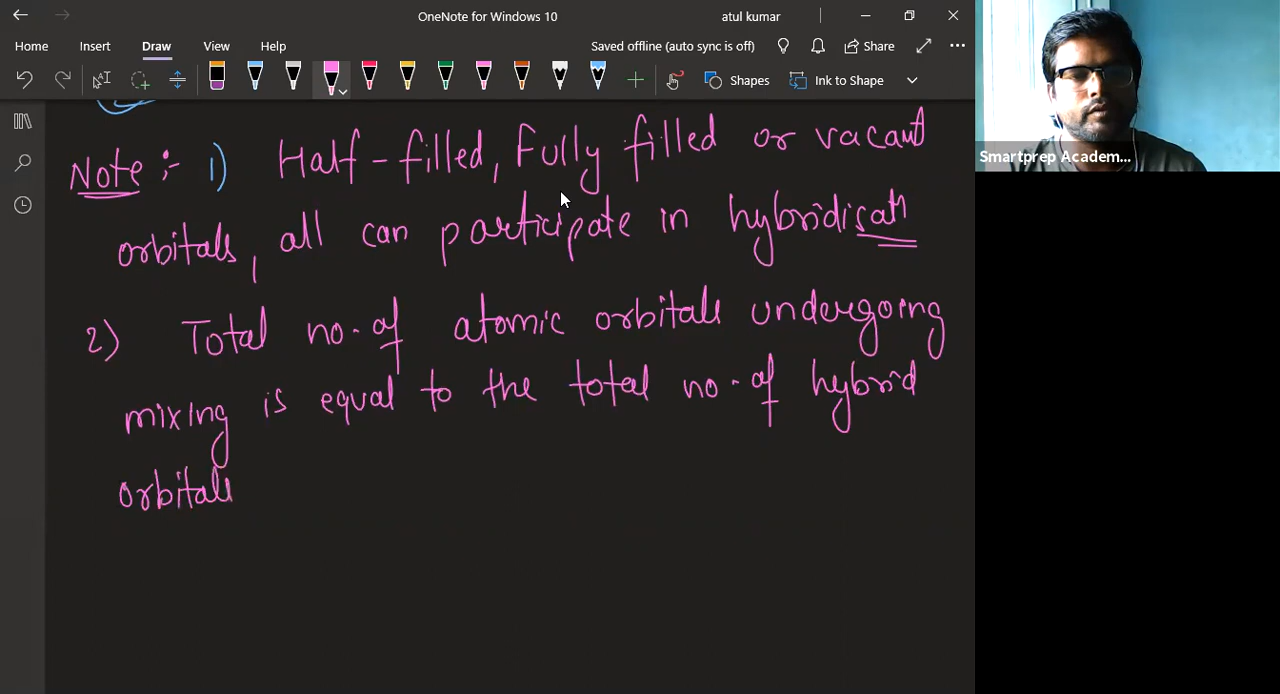 OneNote for Windows 10
atul kumar
Home Insert Draw View Help
Saved offline (auto sync is off)
Share
Shapes
Ink to Shape
Smartprep Academ...
Note :- 1) Half-filled, Fully filled or vacant
orbitals, all can participate in hybridisatn
2) Total no. of atomic orbitals undergoing
mixing is equal to the total no. of hybrid
orbitals